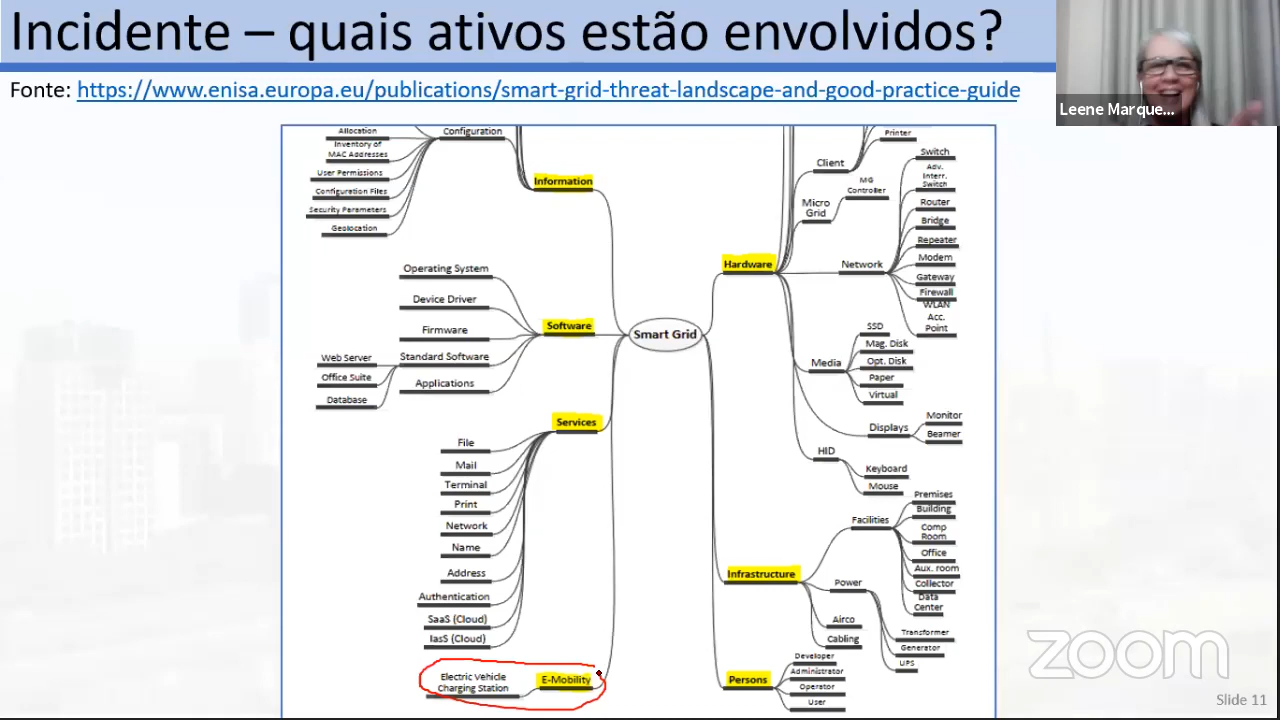 Incidente – quais ativos estão envolvidos?
Fonte: https://www.enisa.europa.eu/publications/smart-grid-threat-landscape-and-good-practice-guide
Leene Marque...
Allocation
Configuration
Inventory of
MAC Addresses
User Permissions
Configuration Files
Security Parameters
Geolocation
Information
Operating System
Device Driver
Firmware
Software
Web Server
Standard Software
Office Suite
Applications
Database
Services
File
Mail
Terminal
Print
Network
Name
Address
Authentication
SaaS (Cloud)
IasS (Cloud)
Electric Vehicle
Charging Station
E-Mobility
Smart Grid
Printer
Client
MG
Controller
Micro
Grid
Switch
Adv.
Interr.
Switch
Router
Bridge
Repeater
Hardware
Network
Modem
Gateway
Firewall
WLAN
Acc.
Point
SSD
Mag. Disk
Media
Opt. Disk
Paper
Virtual
Monitor
Displays
Beamer
HID
Keyboard
Mouse
Premises
Building
Facilities
Comp
Room
Office
Aux. room
Collector
Data
Center
Infrastructure
Power
Airco
Cabling
Transformer
Generator
UPS
Developer
Administrator
Persons
Operator
User
zoom
Slide 11